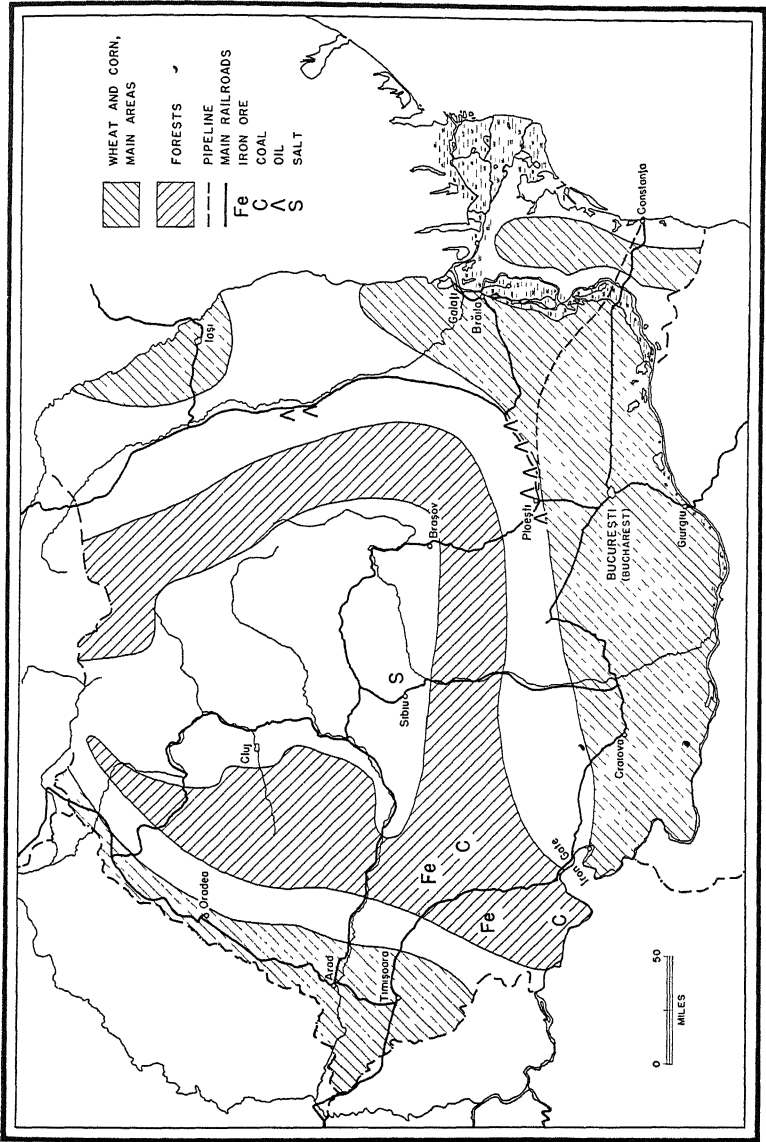 WHEAT AND CORN,
MAIN AREAS
FORESTS
PIPELINE
MAIN RAILROADS
Fe IRON ORE
C COAL
Λ OIL
S SALT
Iaşi
Cluj
Oradea
Arad
Timişoara
Sibiu
S
Braşov
Galaţi
Brăila
Fe
C
Fe
C
Iron Gate
Ploeşti
Λ
Λ
Λ
Λ
Λ
Λ
Λ
BUCUREŞTI
(BUCHAREST)
Constanţa
Craiova
Giurgiu
0 50
MILES